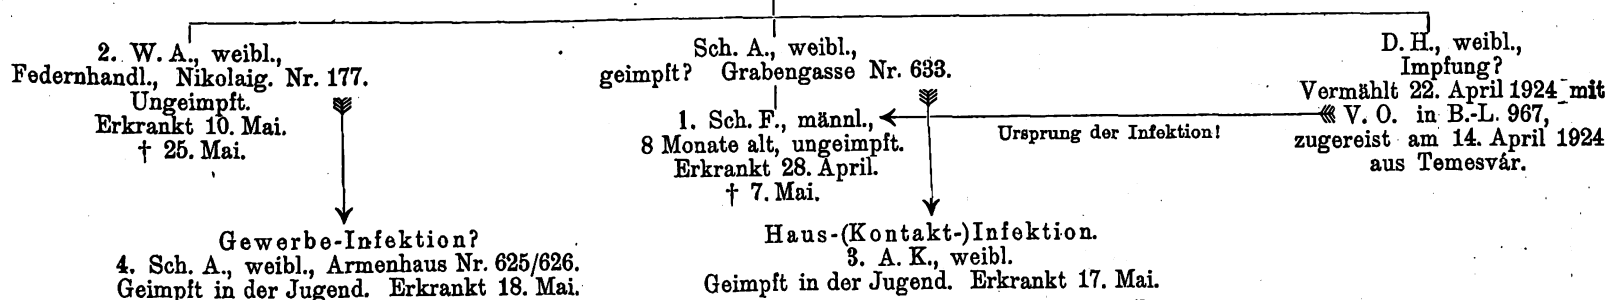 2. W. A., weibl.,
Federnhandl., Nikolaig. Nr. 177.
Ungeimpft.
Erkrankt 10. Mai.
† 25. Mai.
Gewerbe-Infektion?
4. Sch. A., weibl., Armenhaus Nr. 625/626.
Geimpft in der Jugend. Erkrankt 18. Mai.
Sch. A., weibl.,
geimpft? Grabengasse Nr. 633.
1. Sch. F., männl.,
8 Monate alt, ungeimpft.
Erkrankt 28. April.
† 7. Mai.
Haus-(Kontakt-)Infektion.
3. A. K., weibl.
Geimpft in der Jugend. Erkrankt 17. Mai.
Ursprung der Infektion!
D. H., weibl.,
Impfung?
Vermählt 22. April 1924 mit
V. O. in B.-L. 967,
zugereist am 14. April 1924
aus Temesvár.